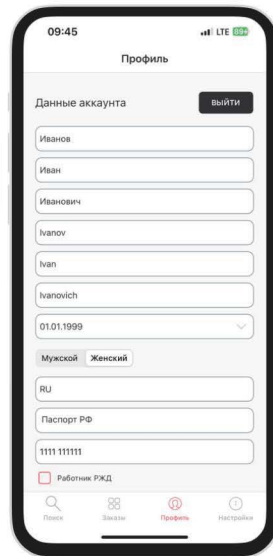 09:45 LTE 89+
Профиль
Данные аккаунта выйти
Иванов
Иван
Иванович
Ivanov
Ivan
Ivanovich
01.01.1999
Мужской Женский
RU
Паспорт РФ
1111 111111
Работник РЖД
Поиск Заказы Профиль Настройки